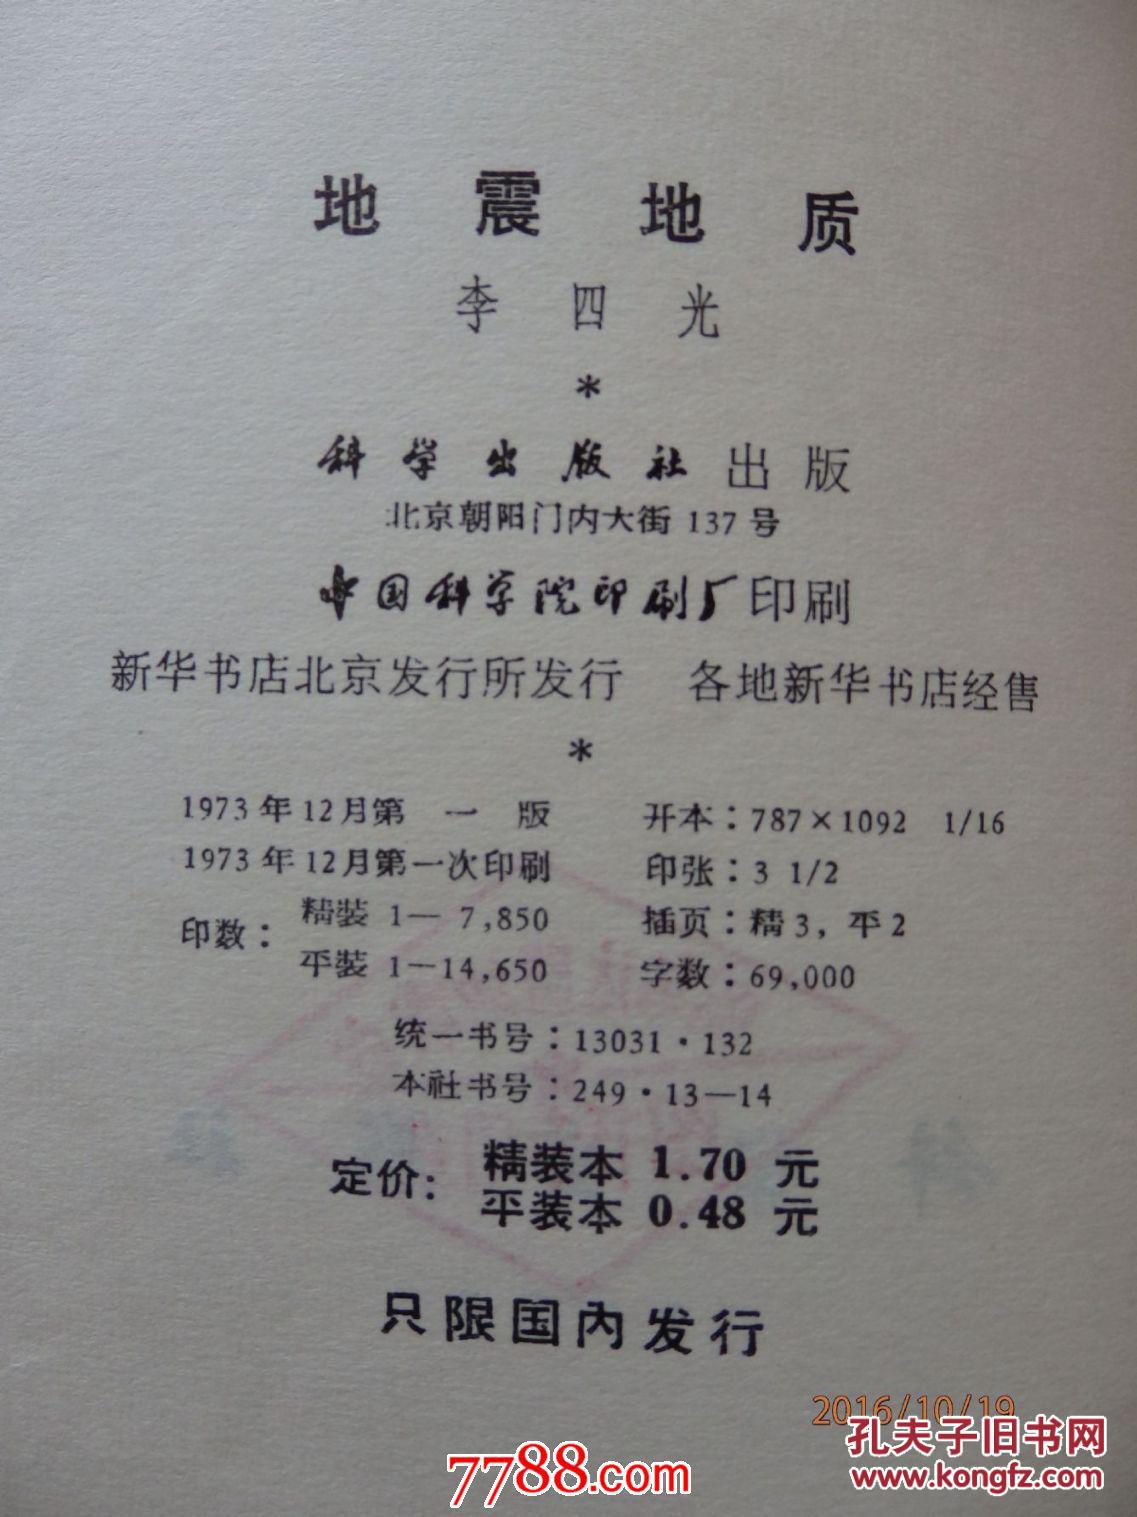 地震地质
李四光
*
科学出版社出版
北京朝阳门内大街 137 号
中国科学院印刷厂印刷
新华书店北京发行所发行 各地新华书店经售
*
1973 年 12 月第 一 版 开本：787×1092 1/16
1973 年 12 月第一次印刷 印张：3 1/2
印数： 精装 1— 7,850 插页：精 3，平 2
平装 1—14,650 字数：69,000
统一书号：13031·132
本社书号：249·13—14
定价： 精装本 1.70 元
平装本 0.48 元
只限国内发行
2016/10/19
孔夫子旧书网
www.kongfz.com
7788.com